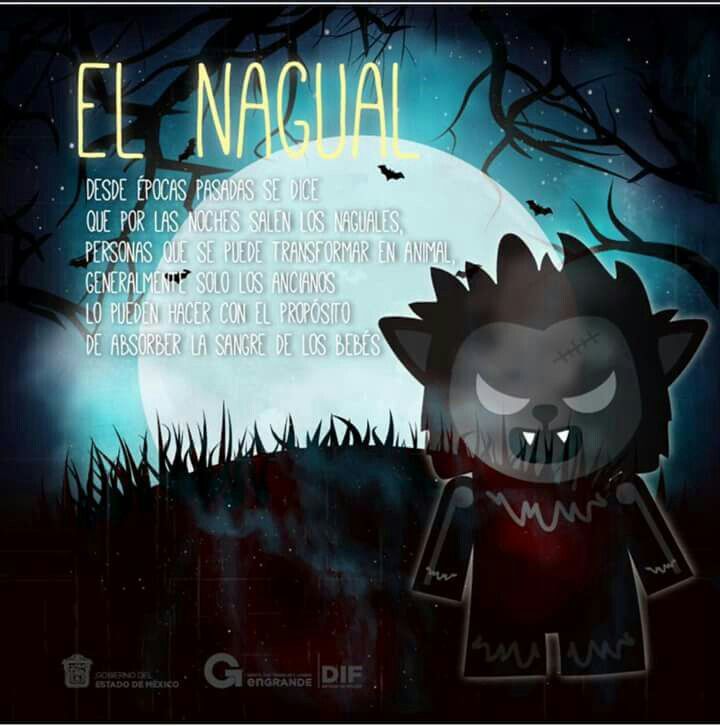 EL NAGUAL
DESDE ÉPOCAS PASADAS SE DICE
QUE POR LAS NOCHES SALEN LOS NAGUALES,
PERSONAS QUE SE PUEDE TRANSFORMAR EN ANIMAL,
GENERALMENTE SOLO LOS ANCIANOS
LO PUEDEN HACER CON EL PROPÓSITO
DE ABSORBER LA SANGRE DE LOS BEBÉS
GOBIERNO DEL
ESTADO DE MÉXICO
enGRANDE
DIF